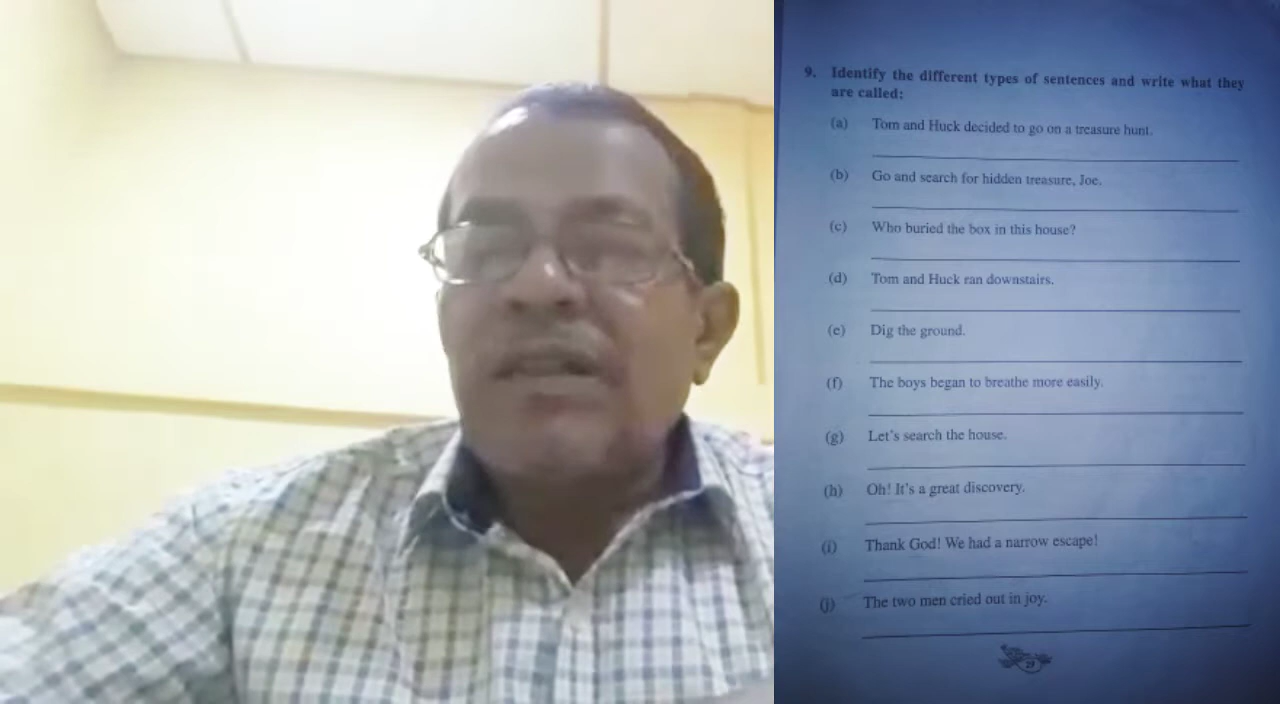 9. Identify the different types of sentences and write what they
are called:
(a) Tom and Huck decided to go on a treasure hunt.
(b) Go and search for hidden treasure, Joe.
(c) Who buried the box in this house?
(d) Tom and Huck ran downstairs.
(e) Dig the ground.
(f) The boys began to breathe more easily.
(g) Let's search the house.
(h) Oh! It's a great discovery.
(i) Thank God! We had a narrow escape!
(j) The two men cried out in joy.
29